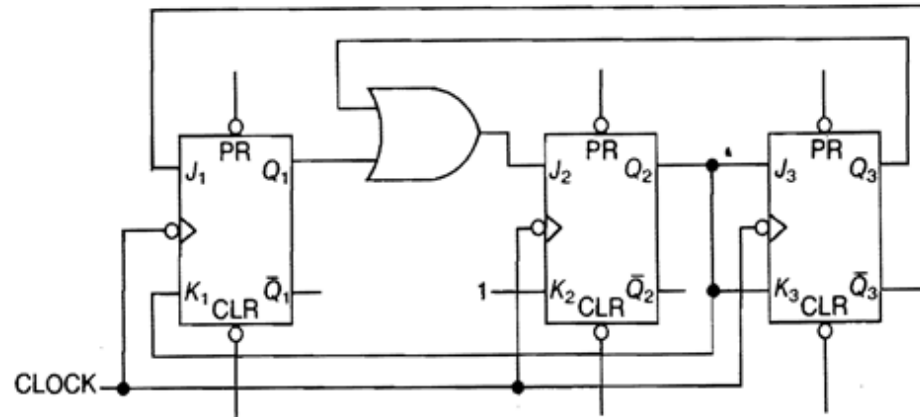 PR PR PR
J₁ Q₁ J₂ Q₂ J₃ Q₃
K₁ Q̅₁ 1 K₂ Q̅₂ K₃ Q̅₃
CLR CLR CLR
CLOCK